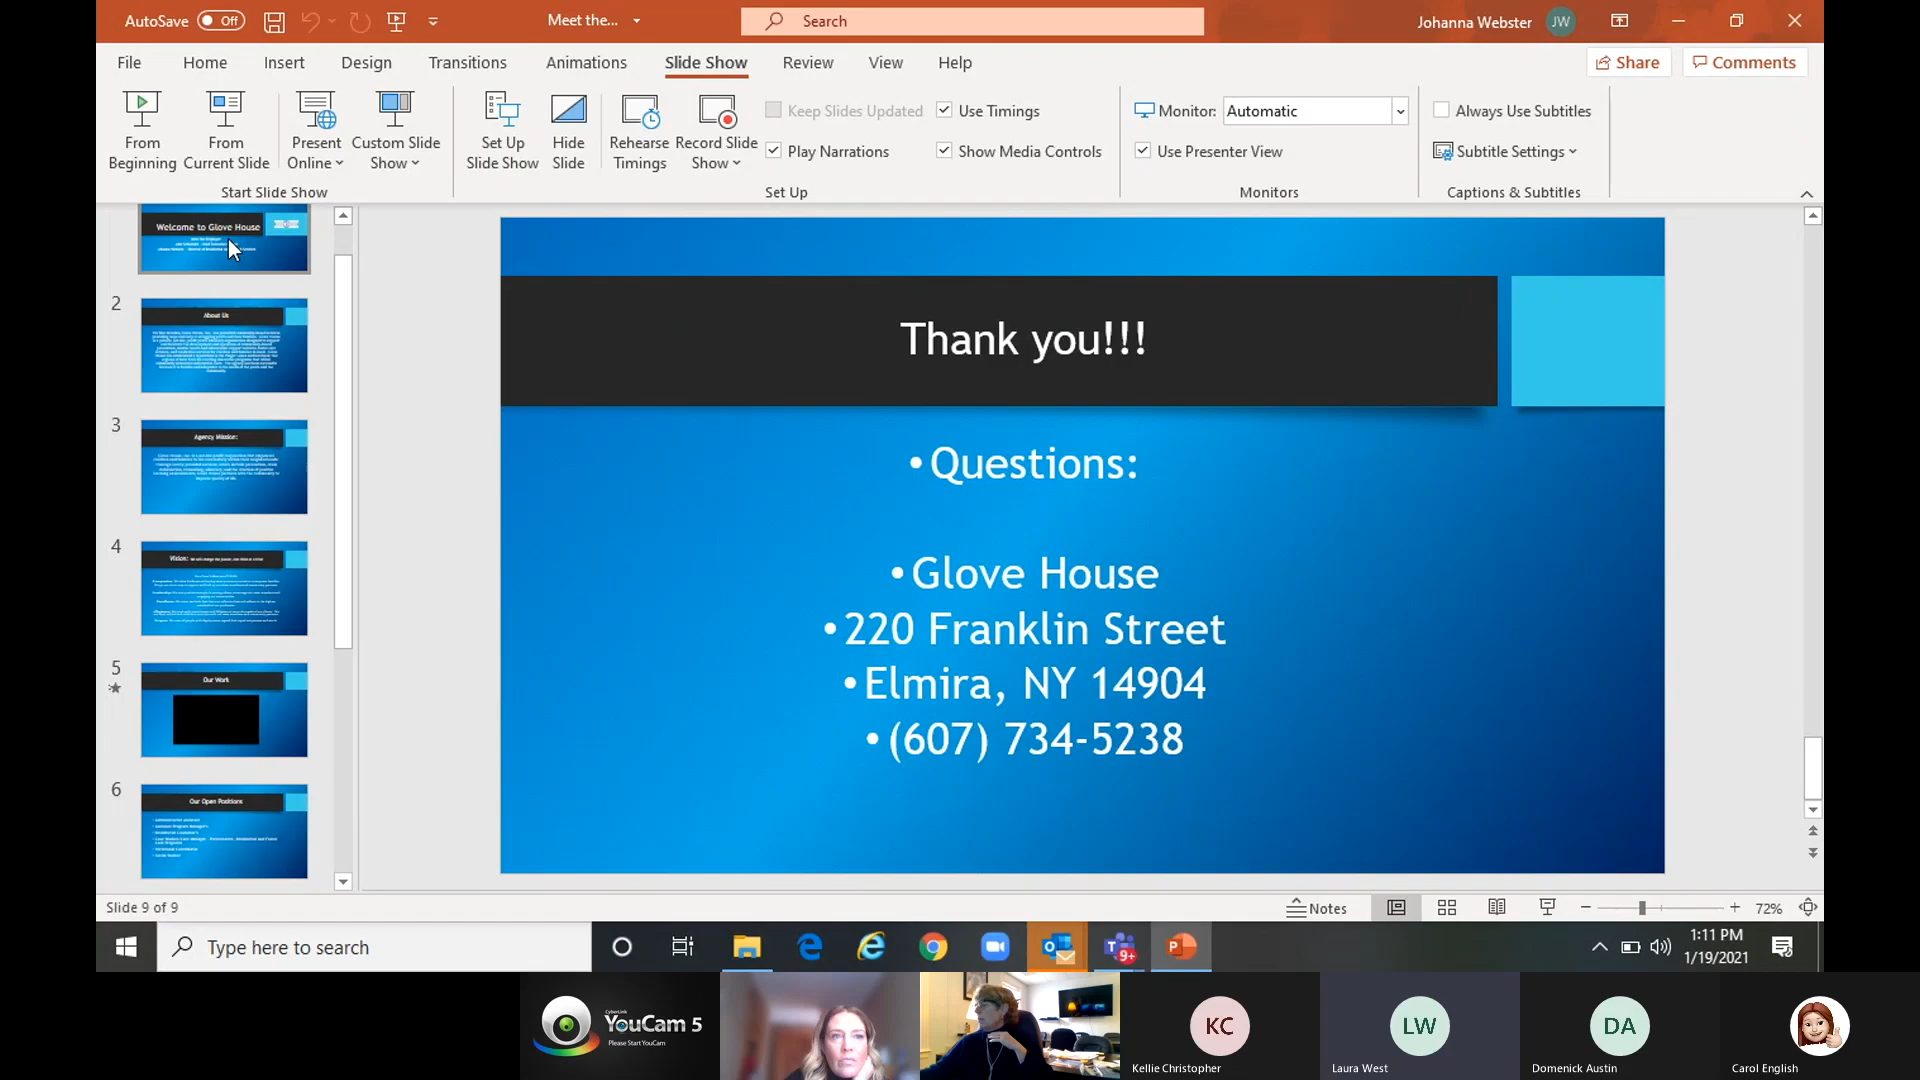 AutoSave Off Meet the... Search Johanna Webster JW
File Home Insert Design Transitions Animations Slide Show Review View Help Share Comments
From Beginning
From Current Slide
Present Online
Custom Slide Show
Set Up Slide Show
Hide Slide
Rehearse Timings
Record Slide Show
Keep Slides Updated
Play Narrations
Use Timings
Show Media Controls
Monitor: Automatic
Use Presenter View
Always Use Subtitles
Subtitle Settings
Start Slide Show Set Up Monitors Captions & Subtitles
Welcome to Glove House
2
About Us
3
Agency Mission:
4
Vision:
5
Our Work
6
Our Open Positions
Thank you!!!
•Questions:
•Glove House
•220 Franklin Street
•Elmira, NY 14904
•(607) 734-5238
Slide 9 of 9 Notes 72%
Type here to search 9+ 1:11 PM
1/19/2021
CyberLink
YouCam 5
Please Start YouCam
KC LW DA
Kellie Christopher Laura West Domenick Austin Carol English